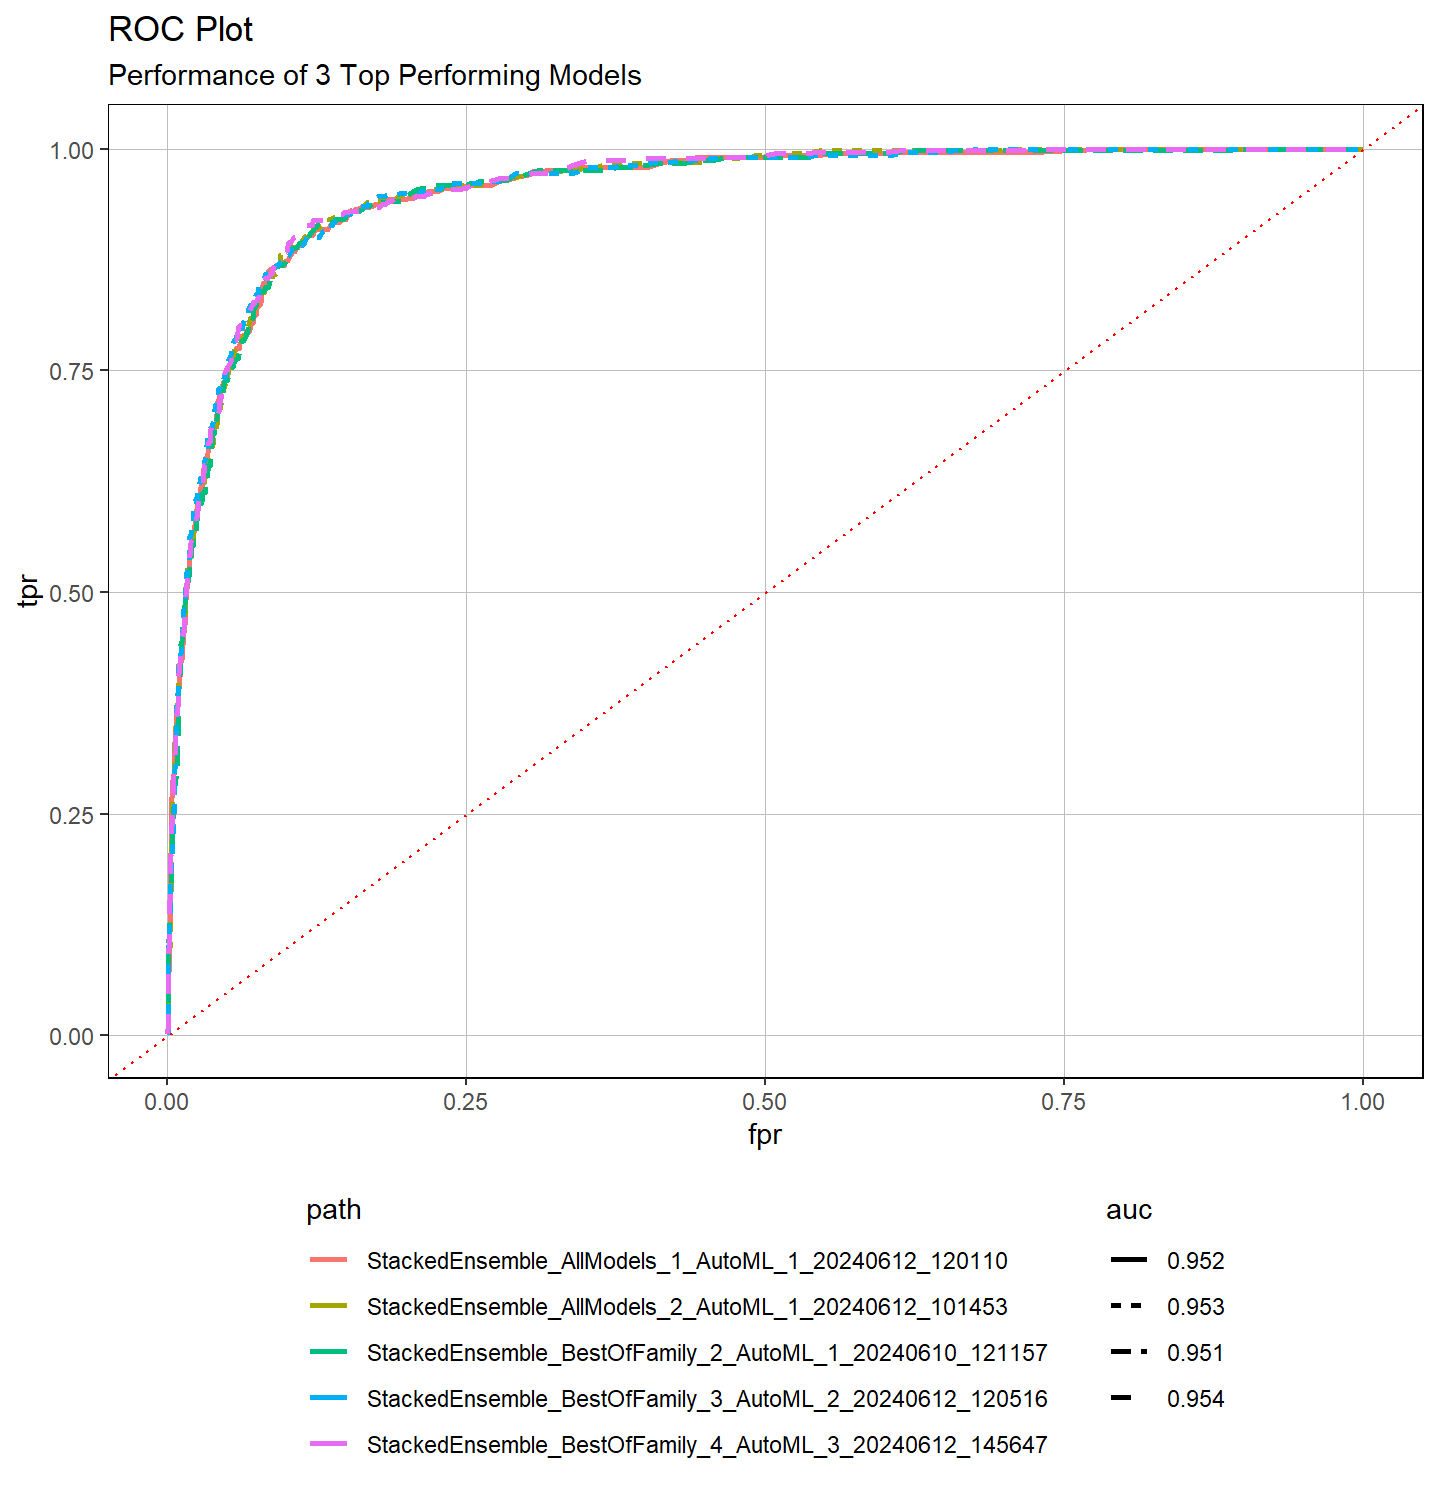 ROC Plot
Performance of 3 Top Performing Models
1.00
0.75
0.50
0.25
0.00
tpr
0.00 0.25 0.50 0.75 1.00
fpr
path
StackedEnsemble_AllModels_1_AutoML_1_20240612_120110
StackedEnsemble_AllModels_2_AutoML_1_20240612_101453
StackedEnsemble_BestOfFamily_2_AutoML_1_20240610_121157
StackedEnsemble_BestOfFamily_3_AutoML_2_20240612_120516
StackedEnsemble_BestOfFamily_4_AutoML_3_20240612_145647
auc
0.952
0.953
0.951
0.954